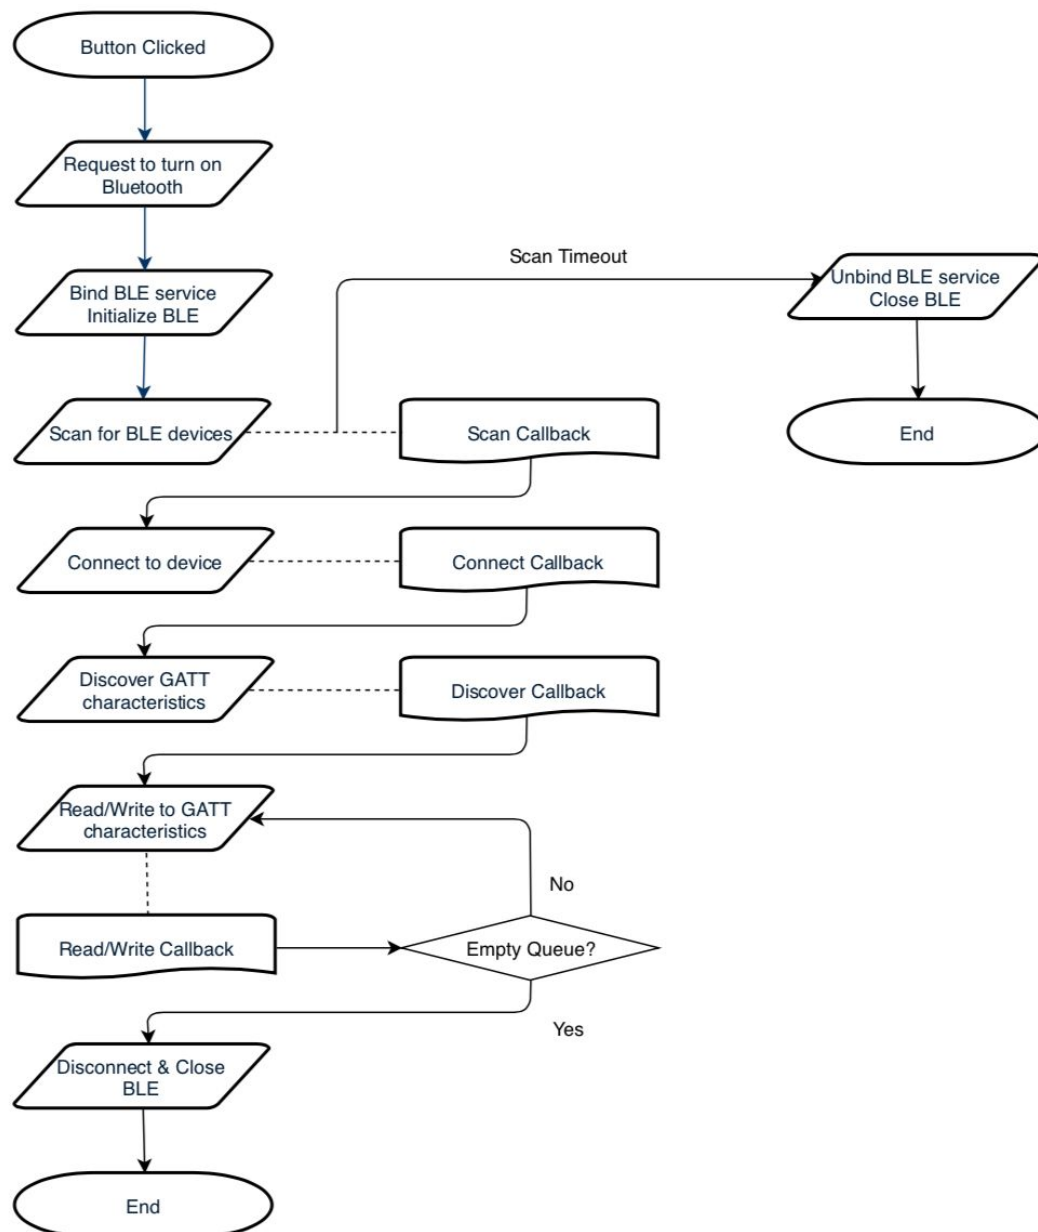 Button Clicked
Request to turn on
Bluetooth
Bind BLE service
Initialize BLE
Scan Timeout
Unbind BLE service
Close BLE
Scan for BLE devices
Scan Callback
End
Connect to device
Connect Callback
Discover GATT
characteristics
Discover Callback
Read/Write to GATT
characteristics
No
Read/Write Callback
Empty Queue?
Yes
Disconnect & Close
BLE
End